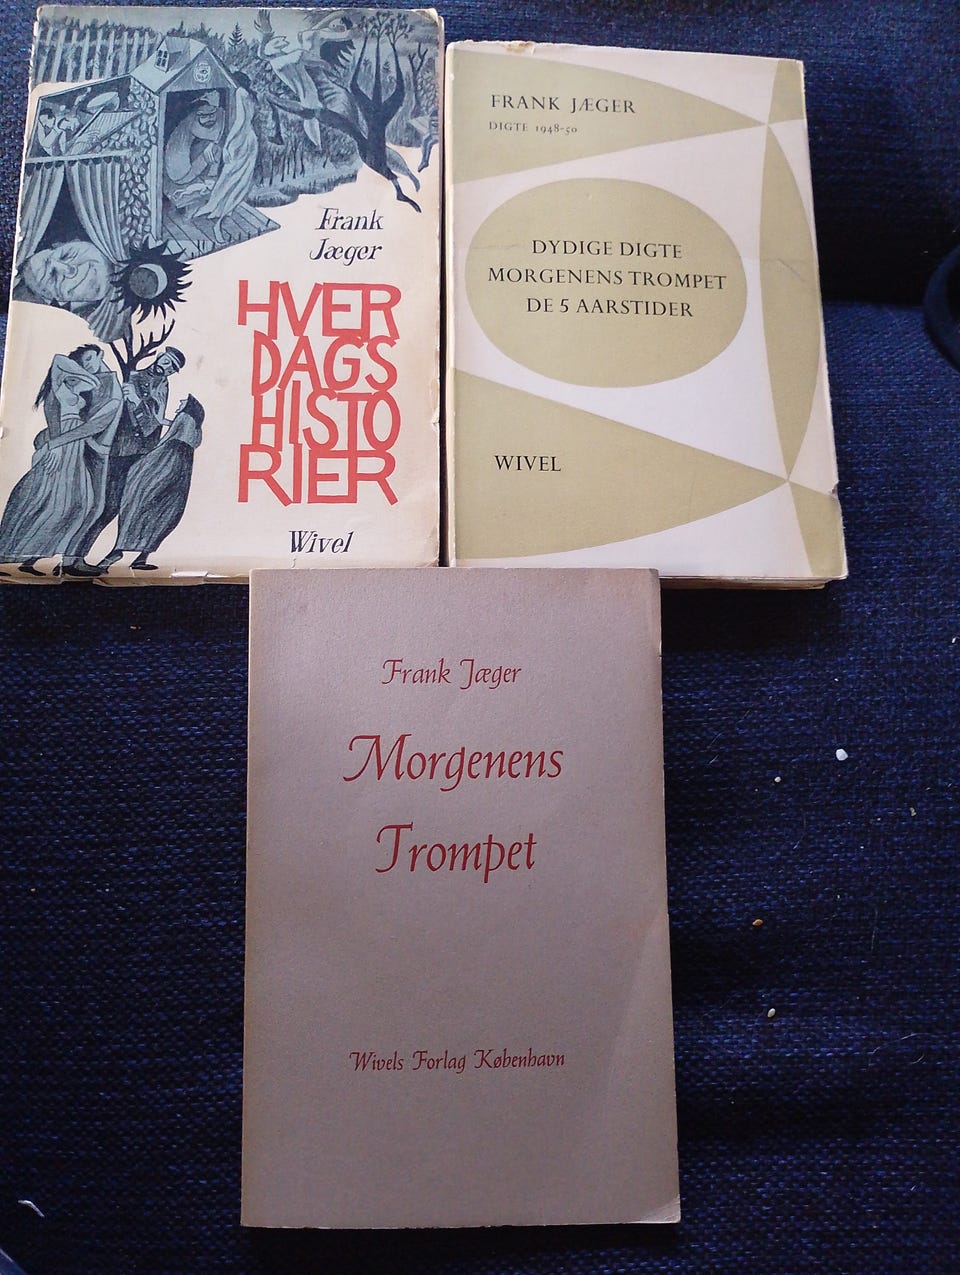 Frank
Jæger
HVER
DAGS
HISTO
RIER
Wivel
FRANK JÆGER
DIGTE 1948-50
DYDIGE DIGTE
MORGENENS TROMPET
DE 5 AARSTIDER
WIVEL
Frank Jæger
Morgenens
Trompet
Wivels Forlag København